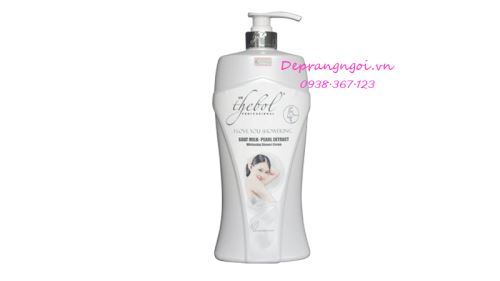 Deprangngoi.vn
0938·367·123
thebol
PROFESSIONAL
I LOVE YOU SHOWERING
GOAT MILK- PEARL EXTRACT
Whitening Shower Cream